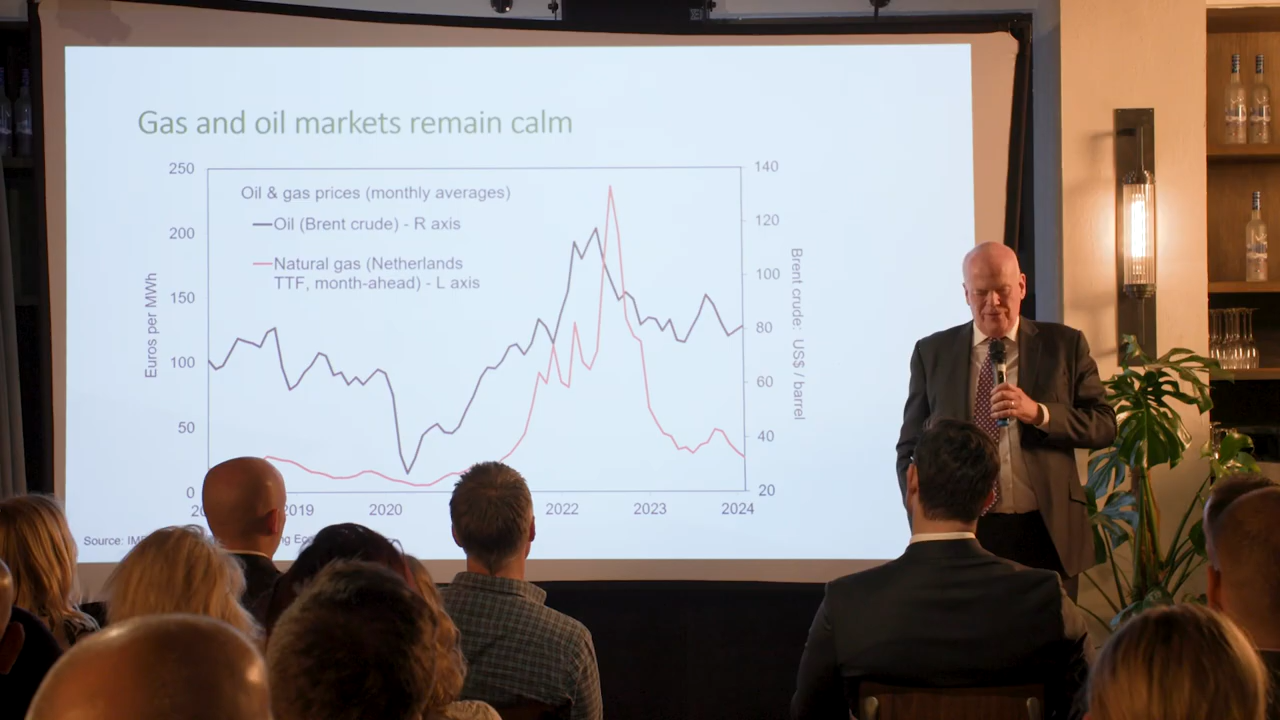 Gas and oil markets remain calm
Oil & gas prices (monthly averages)
Oil (Brent crude) - R axis
Natural gas (Netherlands
TTF, month-ahead) - L axis
Euros per MWh
250
200
150
100
50
0
Brent crude: US$ / barrel
140
120
100
80
60
40
20
2019
2020
2022
2023
2024
Source: